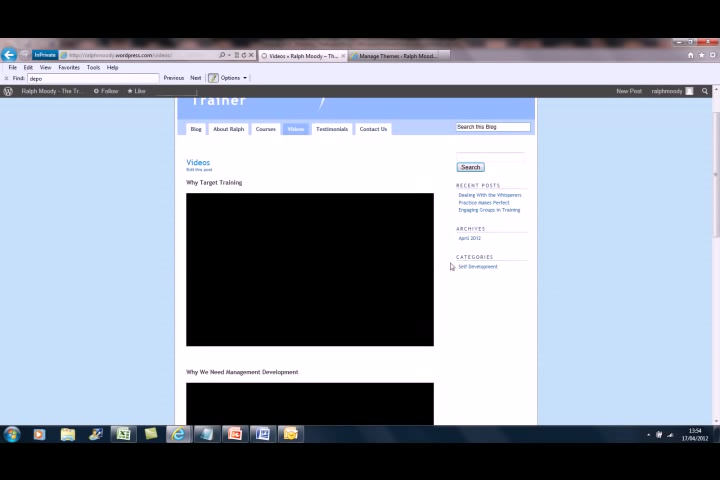 InPrivate
http://ralphmoody.wordpress.com/videos/
Videos « Ralph Moody – Th...
Manage Themes ‹ Ralph Mood...
File Edit View Favorites Tools Help
Find: depo
Previous Next Options
Ralph Moody - The Tr... Follow Like
New Post ralphmoody
Trainer
Blog About Ralph Courses Videos Testimonials Contact Us
Search this Blog
Videos
Edit this post
Why Target Training
Search
RECENT POSTS
Dealing With the Whisperers
Practice Makes Perfect
Engaging Groups in Training
ARCHIVES
April 2012
CATEGORIES
Self Development
Why We Need Management Development
13:54
17/04/2012